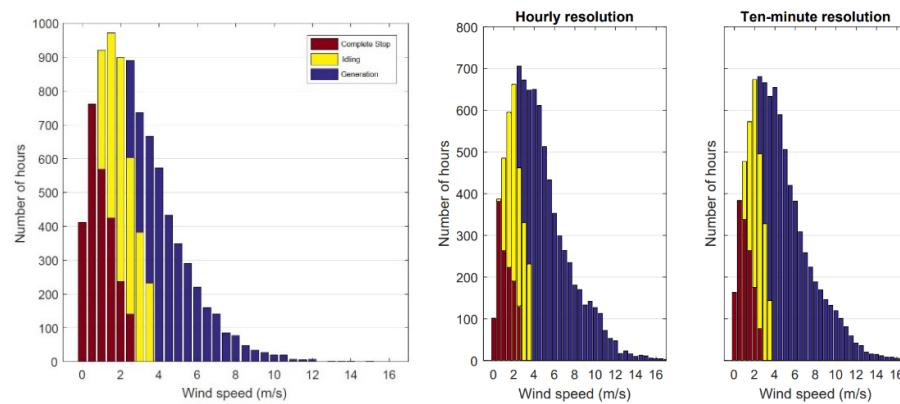 Number of hours
1000
900
800
700
600
500
400
300
200
100
0
0 2 4 6 8 10 12 14 16
Wind speed (m/s)
Complete Stop
Idling
Generation
Hourly resolution
Number of hours
800
700
600
500
400
300
200
100
0
0 2 4 6 8 10 12 14 16
Wind speed (m/s)
Ten-minute resolution
Number of hours
0 2 4 6 8 10 12 14 16
Wind speed (m/s)